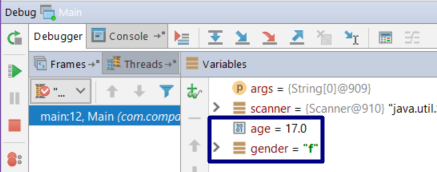 Debug Main
Debugger Console →*
Frames →* Threads →*
Variables
"...
main:12, Main (com.compa
args = {String[0]@909}
scanner = {Scanner@910} "java.util.
age = 17.0
gender = "f"